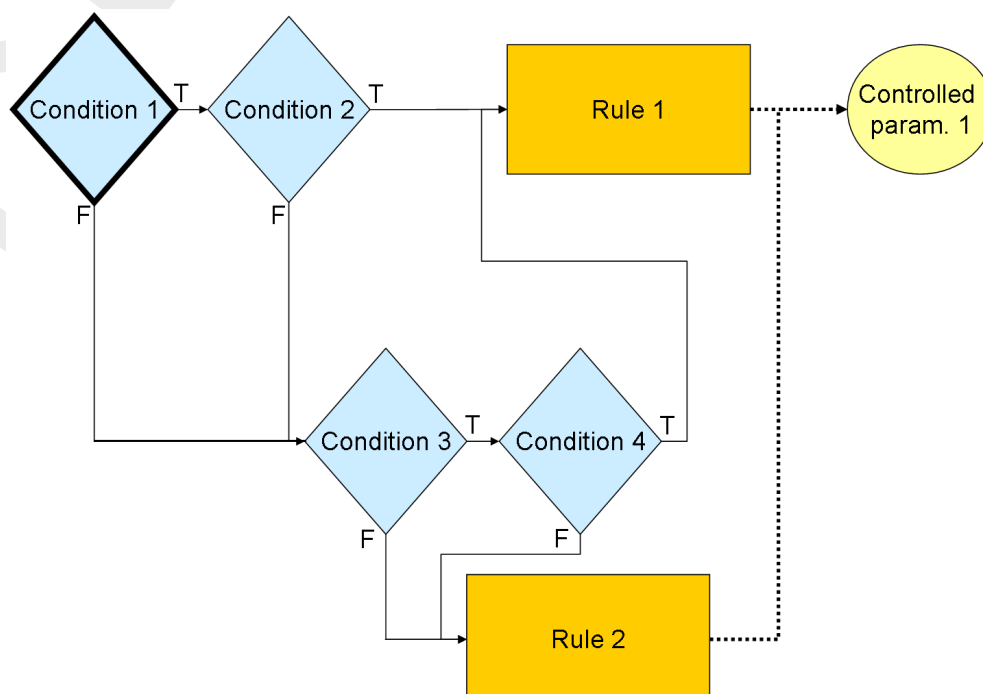 Condition 1
T
Condition 2
T
Rule 1
Controlled
param. 1
F
F
Condition 3
T
Condition 4
T
F
F
Rule 2